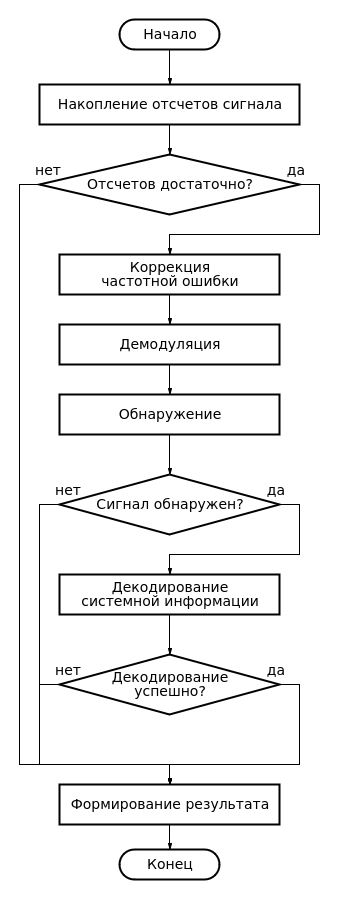 Начало
Накопление отсчетов сигнала
нет
да
Отсчетов достаточно?
Коррекция
частотной ошибки
Демодуляция
Обнаружение
нет
да
Сигнал обнаружен?
Декодирование
системной информации
нет
да
Декодирование
успешно?
Формирование результата
Конец